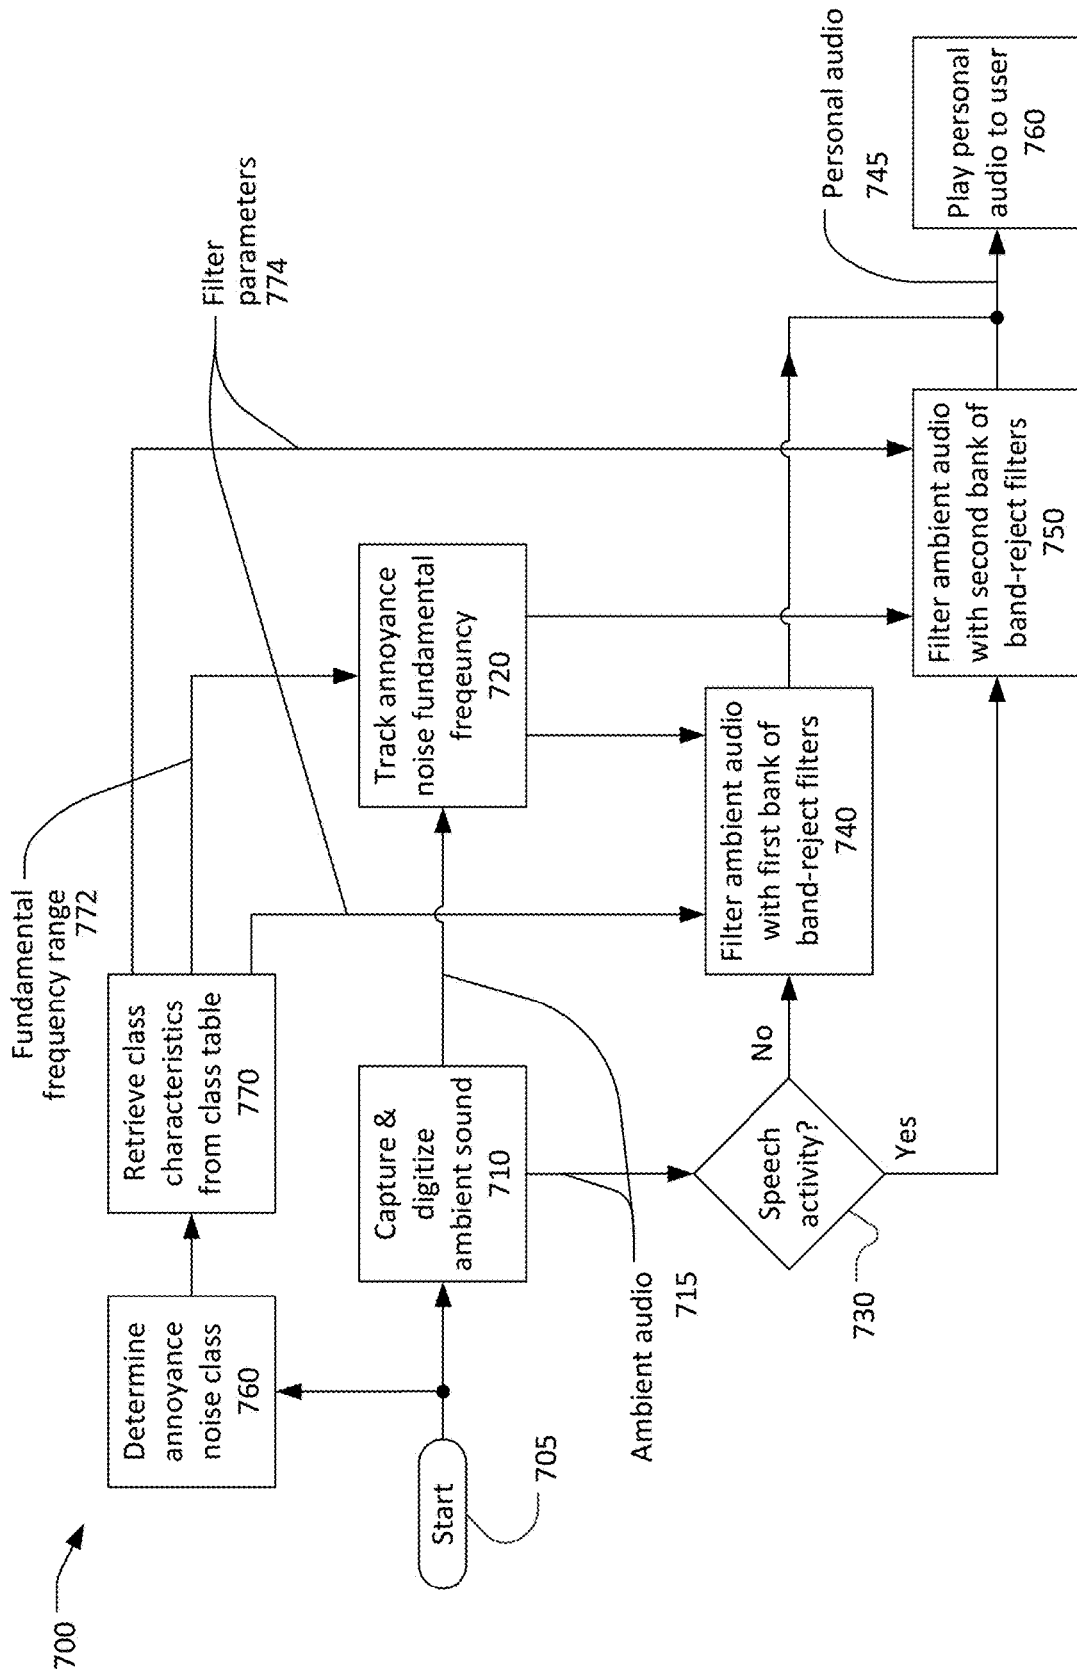 700
Determine
annoyance
noise class
760
Retrieve class
characteristics
from class table
770
Fundamental
frequency range
772
Filter
parameters
774
Start
705
Capture &
digitize
ambient sound
710
Track annoyance
noise fundamental
freqeuncy
720
Ambient audio
715
Speech
activity?
730
No
Yes
Filter ambient audio
with first bank of
band-reject filters
740
Filter ambient audio
with second bank of
band-reject filters
750
Personal audio
745
Play personal
audio to user
760